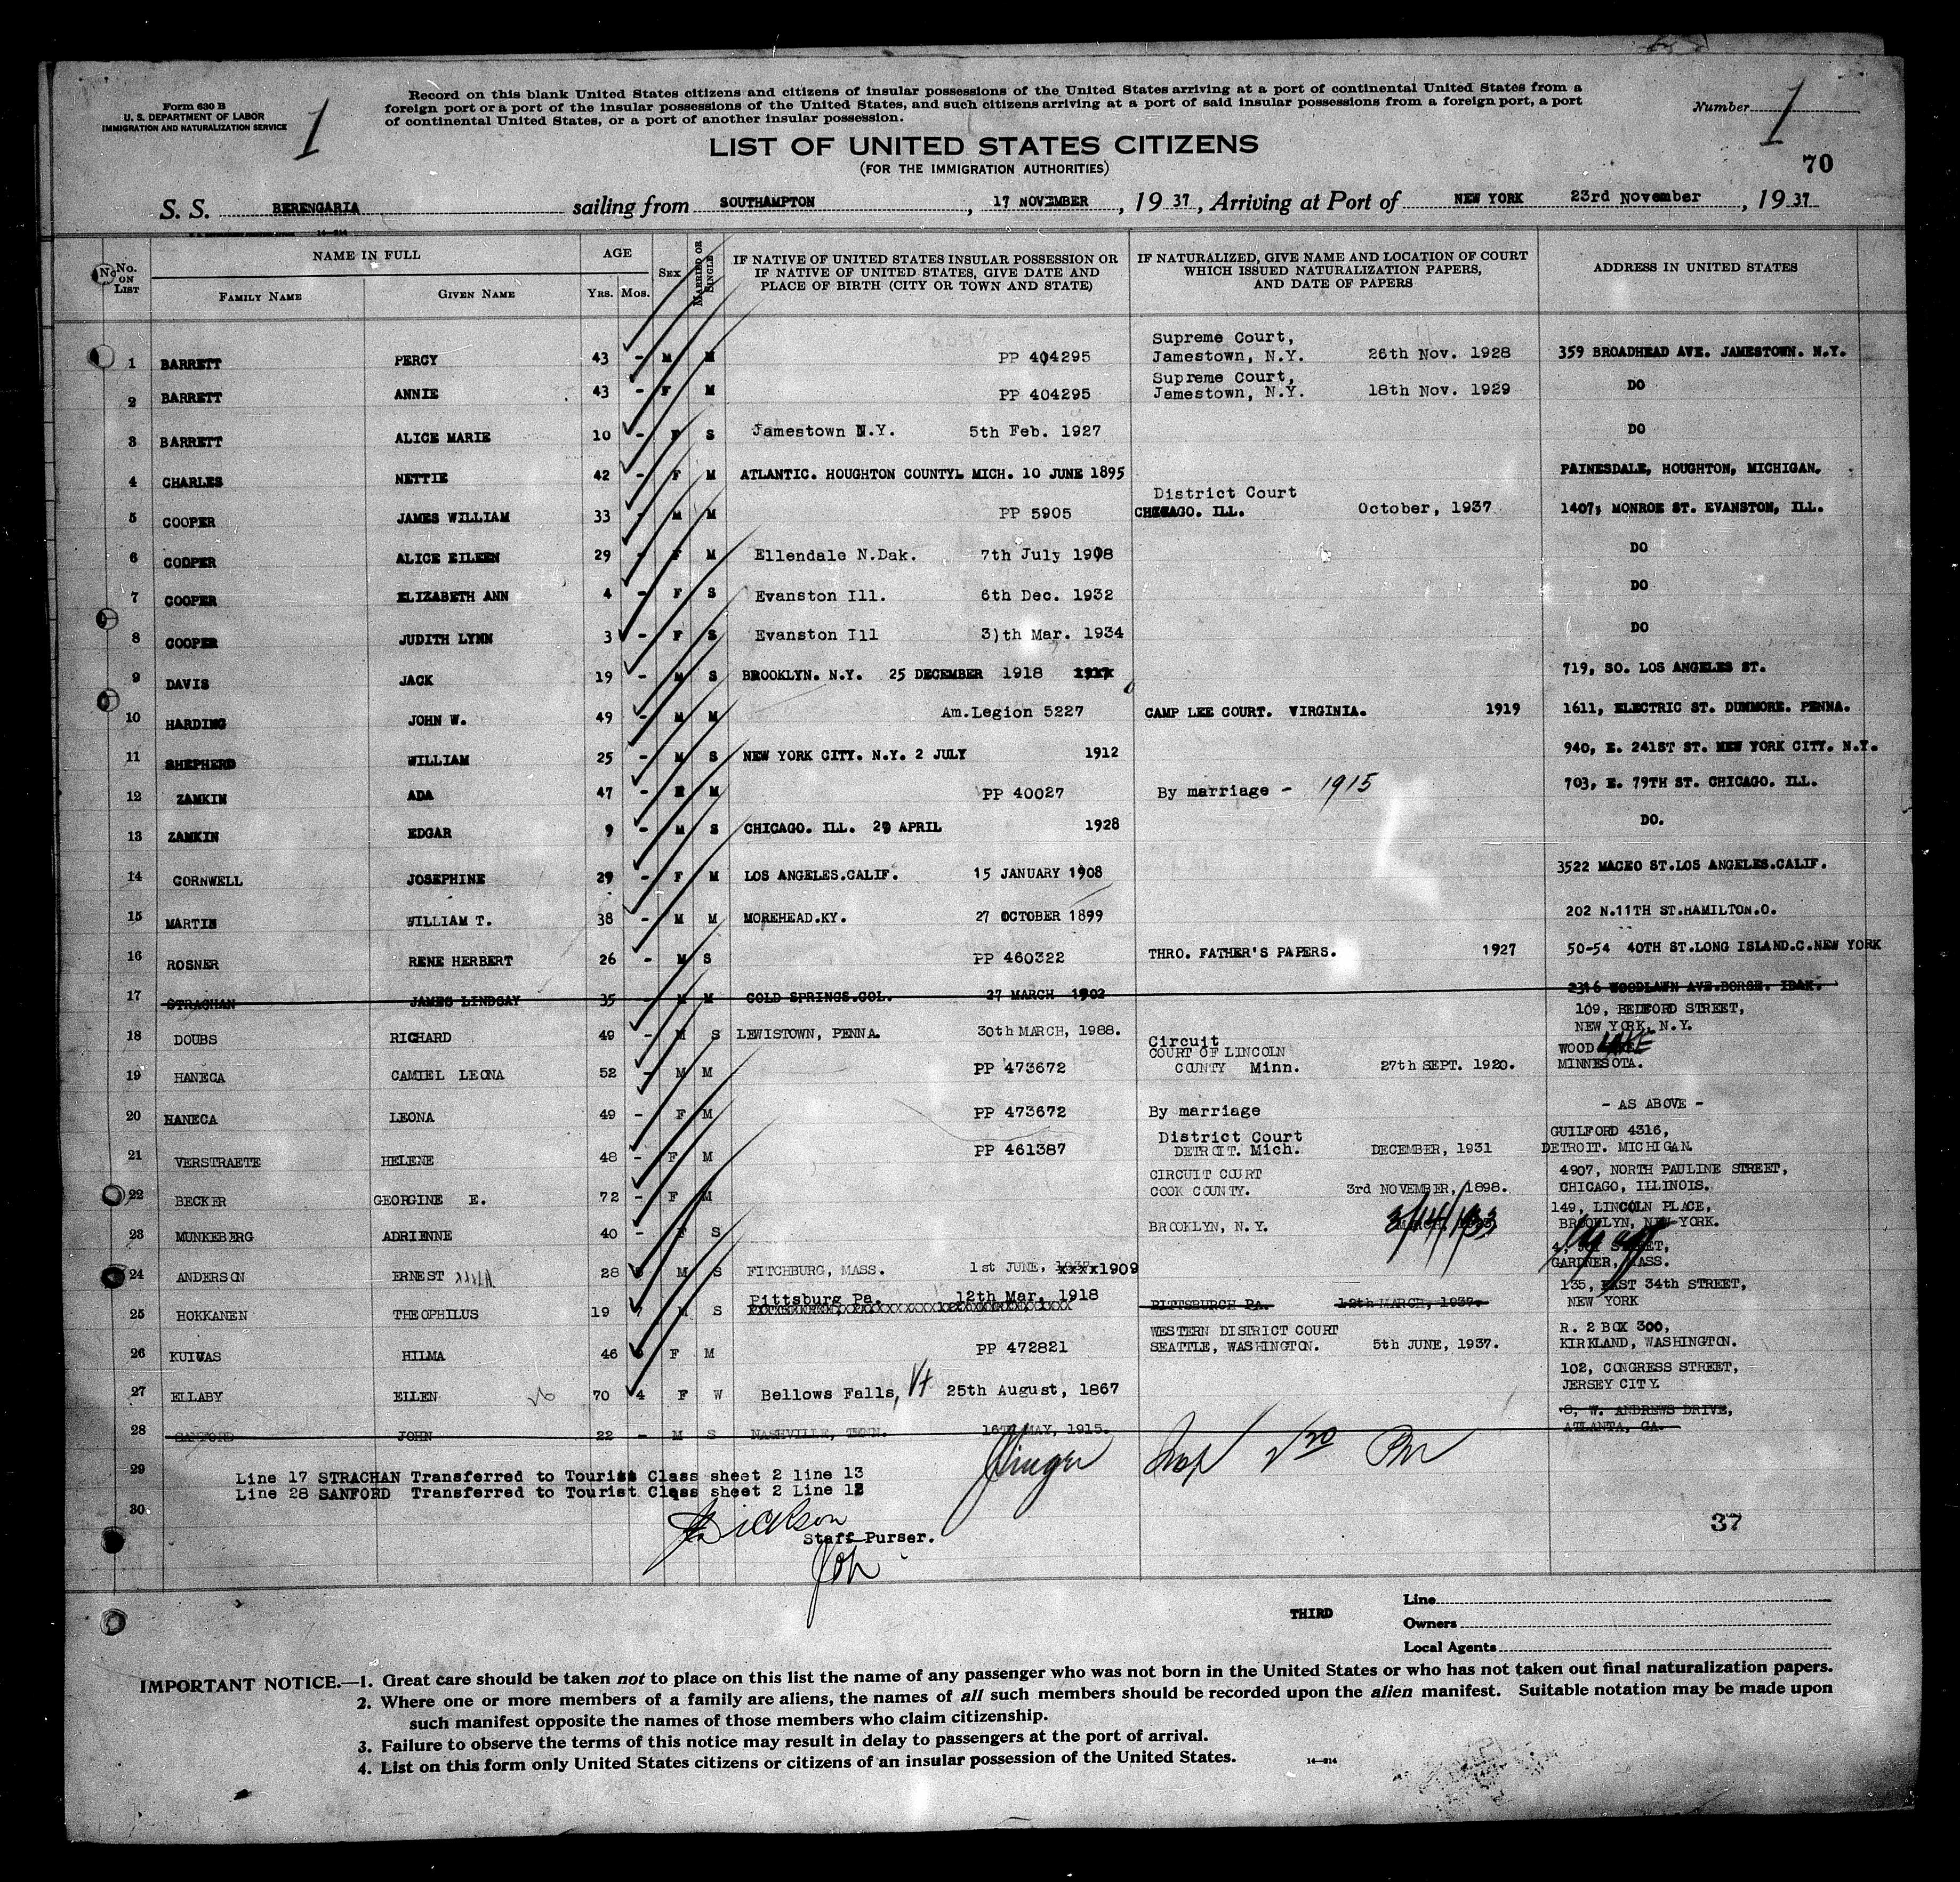 Form 630 B
U. S. DEPARTMENT OF LABOR
IMMIGRATION AND NATURALIZATION SERVICE
1
Record on this blank United States citizens and citizens of insular possessions of the United States arriving at a port of continental United States from a
foreign port or a port of the insular possessions of the United States, and such citizens arriving at a port of said insular possessions from a foreign port, a port
of continental United States, or a port of another insular possession.
Number 1
LIST OF UNITED STATES CITIZENS
(FOR THE IMMIGRATION AUTHORITIES)
70
S. S. BERENGARIA sailing from SOUTHAMPTON, 17 NOVEMBER, 1937, Arriving at Port of NEW YORK 23rd November, 1937
No. ON LIST NAME IN FULL FAMILY NAME GIVEN NAME AGE YRS. MOS. SEX MARRIED OR SINGLE IF NATIVE OF UNITED STATES INSULAR POSSESSION OR IF NATIVE OF UNITED STATES, GIVE DATE AND PLACE OF BIRTH (CITY OR TOWN AND STATE) IF NATURALIZED, GIVE NAME AND LOCATION OF COURT WHICH ISSUED NATURALIZATION PAPERS, AND DATE OF PAPERS ADDRESS IN UNITED STATES
1 BARRETT PERCY 43 - M M PP 404295 Supreme Court, Jamestown, N.Y. 26th Nov. 1928 359 BROADHEAD AVE. JAMESTOWN. N.Y.
2 BARRETT ANNIE 43 - F M PP 404295 Supreme Court, Jamestown, N.Y. 18th Nov. 1929 DO
3 BARRETT ALICE MARIE 10 - F S Jamestown N.Y. 5th Feb. 1927 DO
4 CHARLES NETTIE 42 - F M ATLANTIC. HOUGHTON COUNTYL MICH. 10 JUNE 1895 PAINESDALE, HOUGHTON, MICHIGAN.
5 COOPER JAMES WILLIAM 33 - M M PP 5905 District Court CHICAGO. ILL. October, 1937 1407, MONROE ST. EVANSTON, ILL.
6 COOPER ALICE EILEEN 29 - F M Ellendale N.Dak. 7th July 1908 DO
7 COOPER ELIZABETH ANN 4 - F S Evanston Ill. 6th Dec. 1932 DO
8 COOPER JUDITH LYNN 3 - F S Evanston Ill 3)th Mar. 1934 DO
9 DAVIS JACK 19 - M S BROOKLYN. N.Y. 25 DECEMBER 1918 719, SO. LOS ANGELES ST.
10 HARDING JOHN W. 49 - M M Am.Legion 5227 CAMP LEE COURT. VIRGINIA. 1919 1611, ELECTRIC ST. DUNMORE. PENNA.
11 SHEPHERD WILLIAM 25 - M S NEW YORK CITY. N.Y. 2 JULY 1912 940, E. 241ST ST. NEW YORK CITY. N.Y.
12 ZAMKIN ADA 47 - F M PP 40027 By marriage - 1915 703, E. 79TH ST. CHICAGO. ILL.
13 ZAMKIN EDGAR 9 - M S CHICAGO. ILL. 29 APRIL 1928 DO.
14 CORNWELL JOSEPHINE 29 - F M LOS ANGELES.CALIF. 15 JANUARY 1908 3522 MACEO ST.LOS ANGELES.CALIF.
15 MARTIN WILLIAM T. 38 - M M MOREHEAD.KY. 27 OCTOBER 1899 202 N.11TH ST.HAMILTON.O.
16 ROSNER RENE HERBERT 26 - M S PP 460322 THRO. FATHER'S PAPERS. 1927 50-54 40TH ST.LONG ISLAND.C.NEW YORK
17 STRACHAN JAMES LINDSAY 35 - M M COLD SPRINGS.COL. 27 MARCH 1902 2316 WOODLAWN AVE.BORSE. IDAK.
18 DOUBS RICHARD 49 - M S LEWISTOWN, PENNA. 30th MARCH, 1988. 109, BEDFORD STREET, NEW YORK, N.Y.
19 HANECA CAMIEL LEONA 52 - M M PP 473672 Circuit COURT OF LINCOLN COUNTY Minn. 27th SEPT. 1920. WOOD LAKE MINNESOTA.
20 HANECA LEONA 49 - F M PP 473672 By marriage - AS ABOVE -
21 VERSTRAETE HELENE 48 - F M PP 461387 District Court DETROIT. Mich. DECEMBER, 1931 GUILFORD 4316, DETROIT. MICHIGAN.
22 BECKER GEORGINE E. 72 - F M CIRCUIT COURT COOK COUNTY. 3rd NOVEMBER, 1898. 4907, NORTH PAULINE STREET, CHICAGO, ILLINOIS.
23 MUNKEBERG ADRIENNE 40 - F S BROOKLYN, N.Y. 3/14/1933 149, LINCOLN PLACE, BROOKLYN, NEW YORK.
24 ANDERSON ERNEST 28 M S FITCHBURG, MASS. 1st JUNE, xxxx1909 GARDNER, MASS.
25 HOKKANEN THEOPHILUS 19 M S Pittsburg Pa. 12th Mar. 1918 PITTSBURGH PA. 12th MARCH, 1937. 135, EAST 34th STREET, NEW YORK
26 KUIVAS HILMA 46 F M PP 472821 WESTERN DISTRICT COURT SEATTLE, WASHINGTON. 5th JUNE, 1937. R. 2 BOX 300, KIRKLAND, WASHINGTON.
27 ELLABY EILEN 70 4 F W Bellows Falls, Vt 25th August, 1867 102, CONGRESS STREET, JERSEY CITY.
28 SANFORD JOHN 22 - M S NASHVILLE, TENN. 16TH MAY, 1915. W. ANDREWS DRIVE, ATLANTA, GA.
29 Line 17 STRACHAN Transferred to Tourist Class sheet 2 line 13
Line 28 SANFORD Transferred to Tourist Class sheet 2 Line 12
30
Staff Purser.
37
THIRD
Line
Owners
Local Agents
IMPORTANT NOTICE.—1. Great care should be taken not to place on this list the name of any passenger who was not born in the United States or who has not taken out final naturalization papers.
2. Where one or more members of a family are aliens, the names of all such members should be recorded upon the alien manifest. Suitable notation may be made upon
such manifest opposite the names of those members who claim citizenship.
3. Failure to observe the terms of this notice may result in delay to passengers at the port of arrival.
4. List on this form only United States citizens or citizens of an insular possession of the United States.
14—814